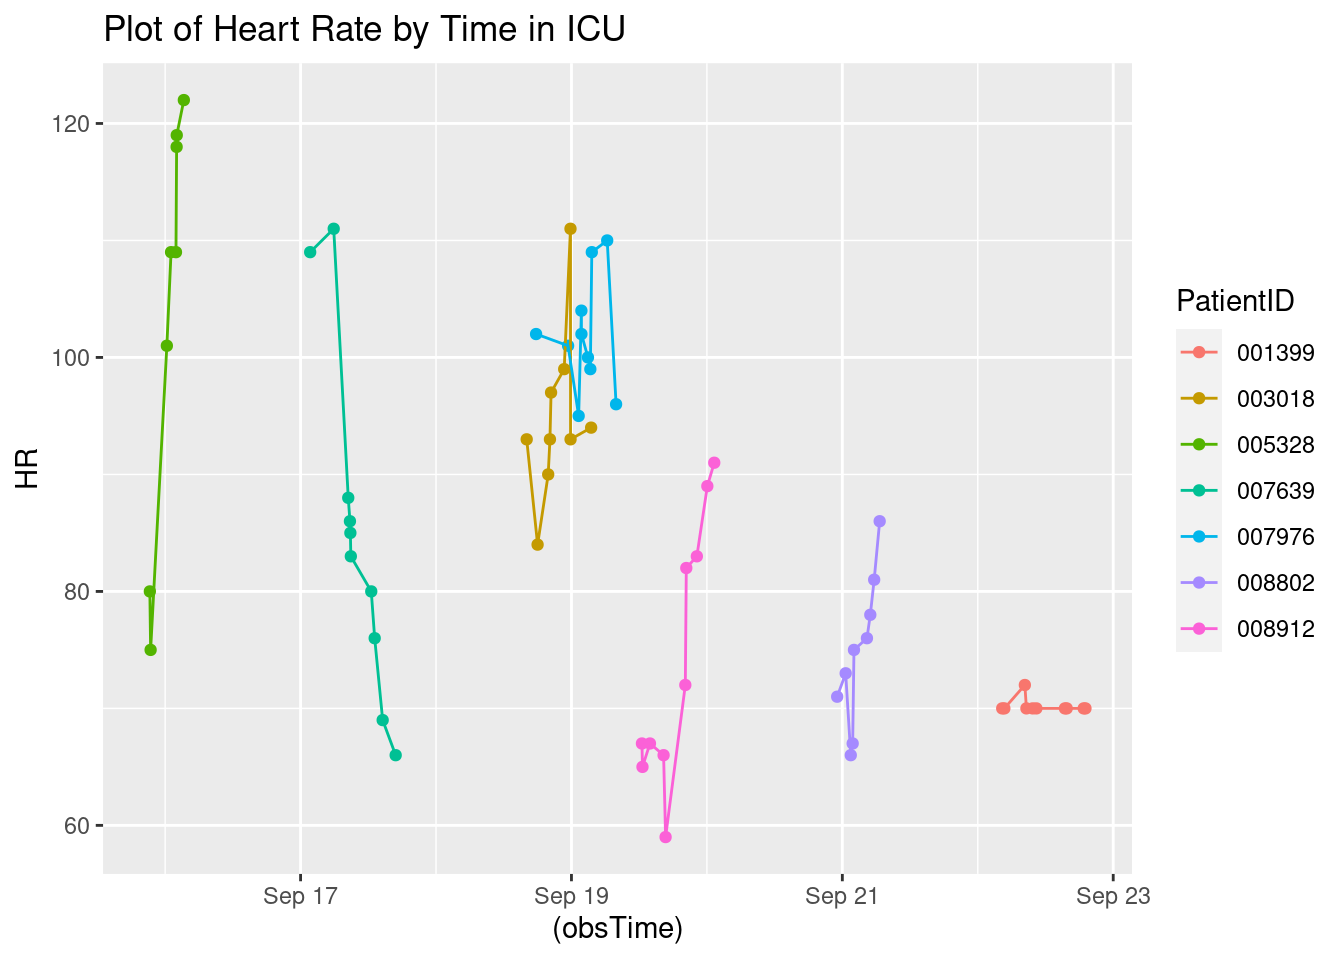 Plot of Heart Rate by Time in ICU
HR
120
100
80
60
Sep 17
Sep 19
Sep 21
Sep 23
(obsTime)
PatientID
001399
003018
005328
007639
007976
008802
008912